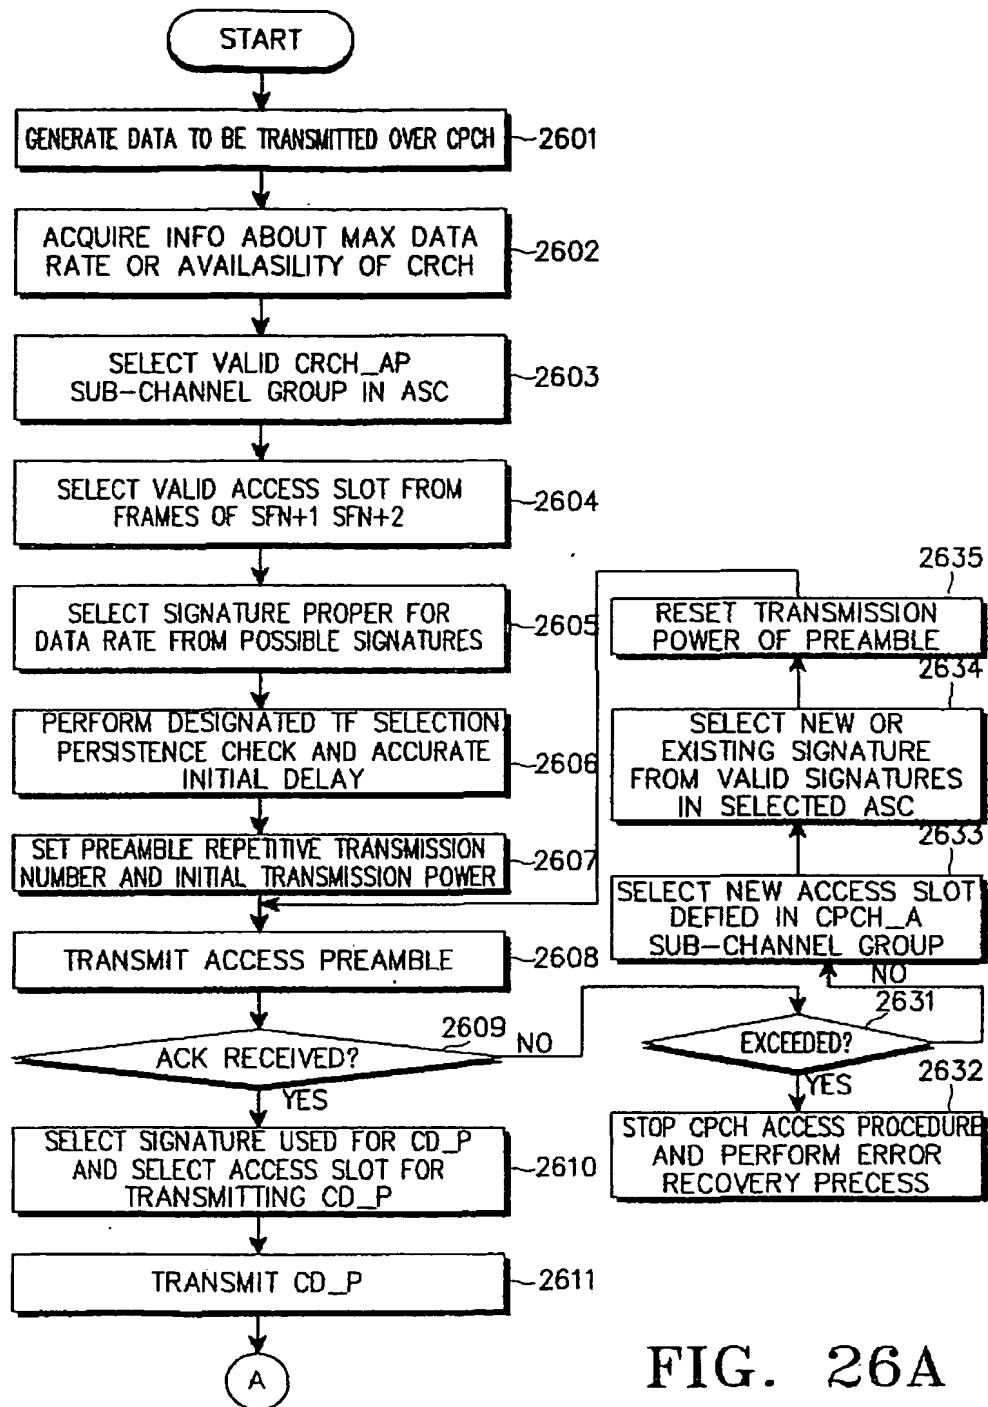 START
GENERATE DATA TO BE TRANSMITTED OVER CPCH
2601
ACQUIRE INFO ABOUT MAX DATA
RATE OR AVAILASILITY OF CRCH
2602
SELECT VALID CRCH_AP
SUB-CHANNEL GROUP IN ASC
2603
SELECT VALID ACCESS SLOT FROM
FRAMES OF SFN+1 SFN+2
2604
SELECT SIGNATURE PROPER FOR
DATA RATE FROM POSSIBLE SIGNATURES
2605
PERFORM DESIGNATED TF SELECTION,
PERSISTENCE CHECK AND ACCURATE
INITIAL DELAY
2606
SET PREAMBLE REPETITIVE TRANSMISSION
NUMBER AND INITIAL TRANSMISSION POWER
2607
TRANSMIT ACCESS PREAMBLE
2608
ACK RECEIVED?
2609
NO
YES
SELECT SIGNATURE USED FOR CD_P
AND SELECT ACCESS SLOT FOR
TRANSMITTING CD_P
2610
TRANSMIT CD_P
2611
A
2635
RESET TRANSMISSION
POWER OF PREAMBLE
2634
SELECT NEW OR
EXISTING SIGNATURE
FROM VALID SIGNATURES
IN SELECTED ASC
2633
SELECT NEW ACCESS SLOT
DEFIED IN CPCH_A
SUB-CHANNEL GROUP
NO
2631
EXCEEDED?
YES
2632
STOP CPCH ACCESS PROCEDURE
AND PERFORM ERROR
RECOVERY PRECESS
FIG. 26A